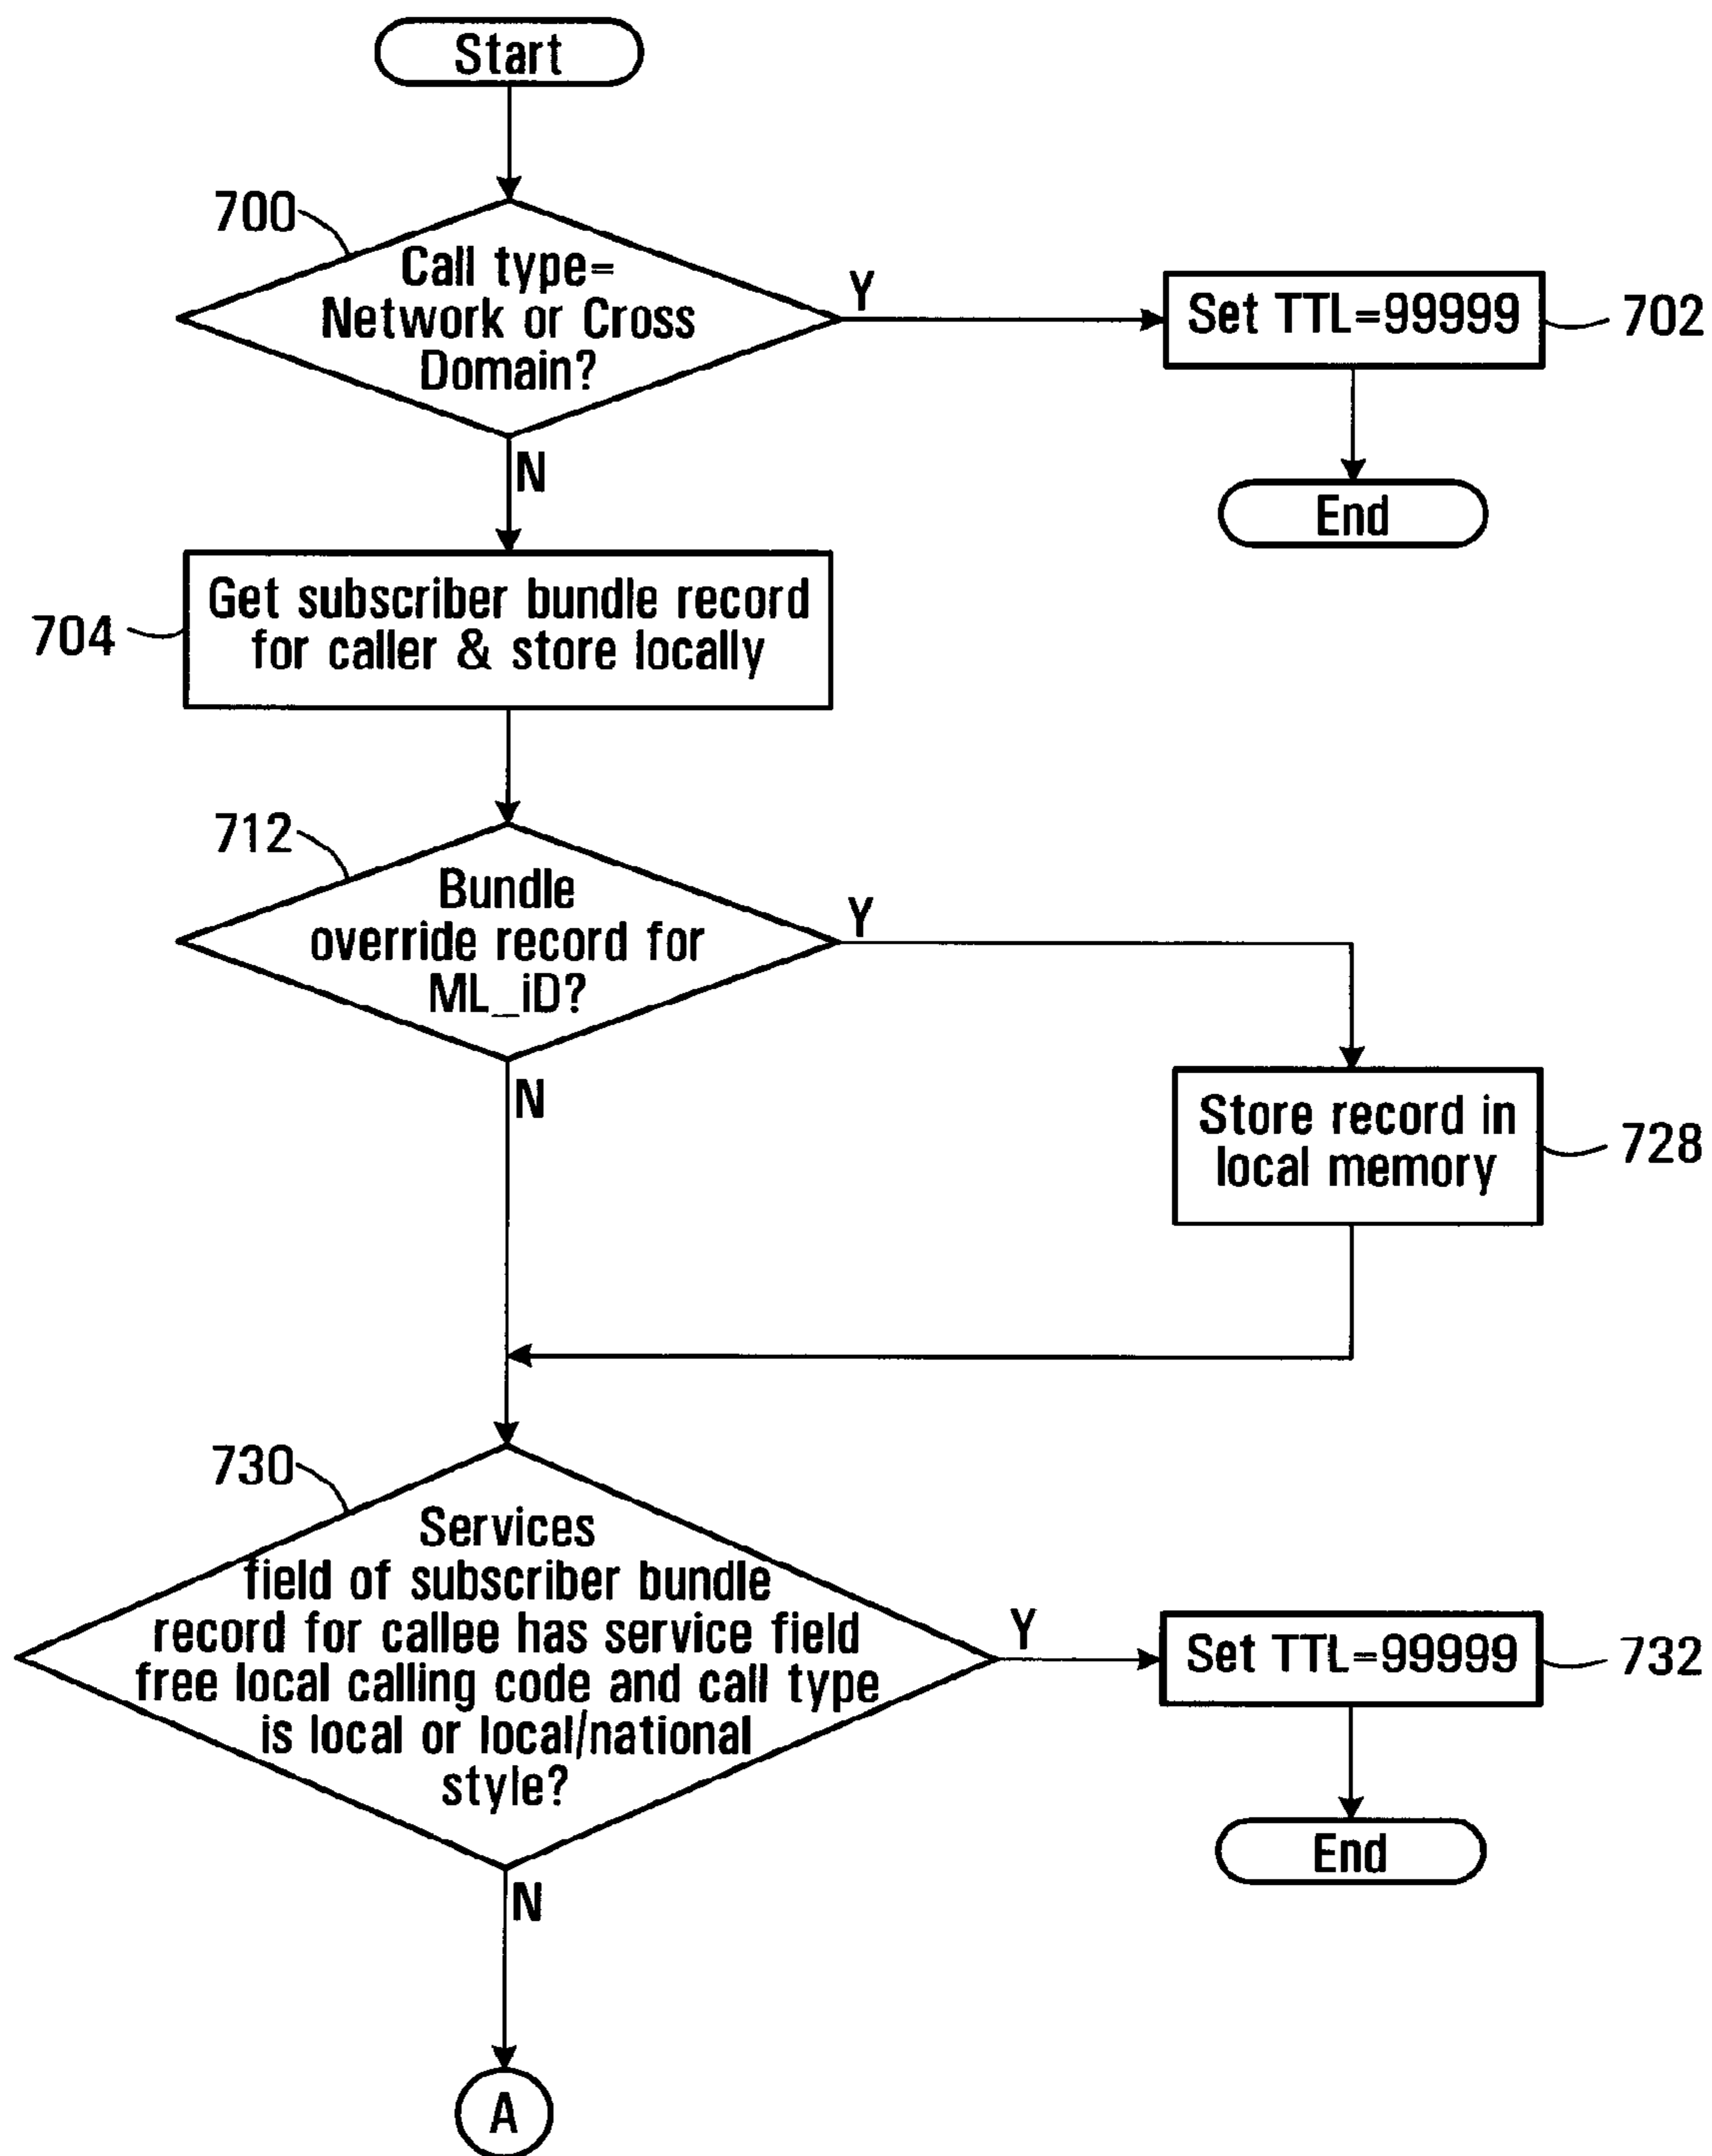 Start
700
Call type=
Network or Cross
Domain?
Y
Set TTL=99999
702
N
End
Get subscriber bundle record
for caller & store locally
704
712
Bundle
override record for
ML_iD?
Y
N
Store record in
local memory
728
730
Services
field of subscriber bundle
record for callee has service field
free local calling code and call type
is local or local/national
style?
Y
Set TTL=99999
732
End
N
A